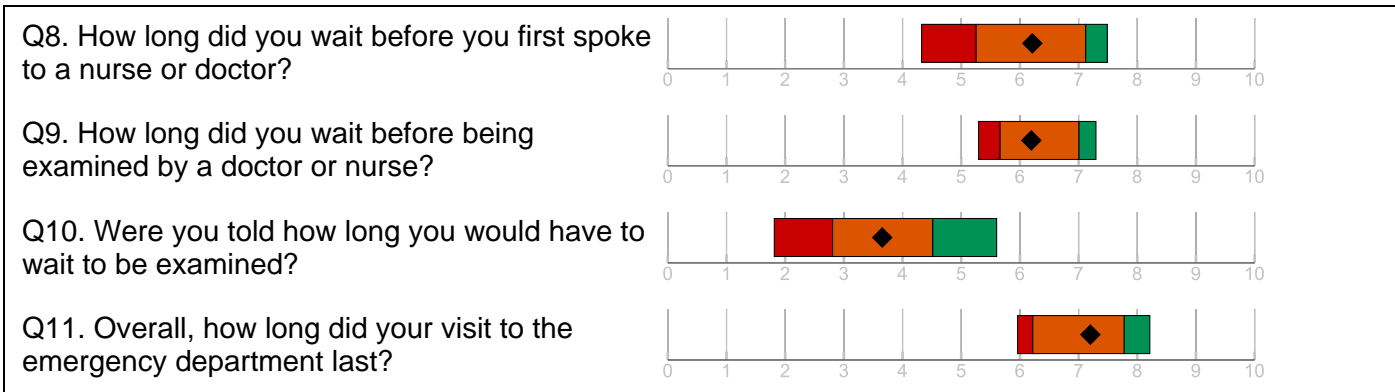 Q8. How long did you wait before you first spoke
to a nurse or doctor?
0 1 2 3 4 5 6 7 8 9 10
Q9. How long did you wait before being
examined by a doctor or nurse?
0 1 2 3 4 5 6 7 8 9 10
Q10. Were you told how long you would have to
wait to be examined?
0 1 2 3 4 5 6 7 8 9 10
Q11. Overall, how long did your visit to the
emergency department last?
0 1 2 3 4 5 6 7 8 9 10